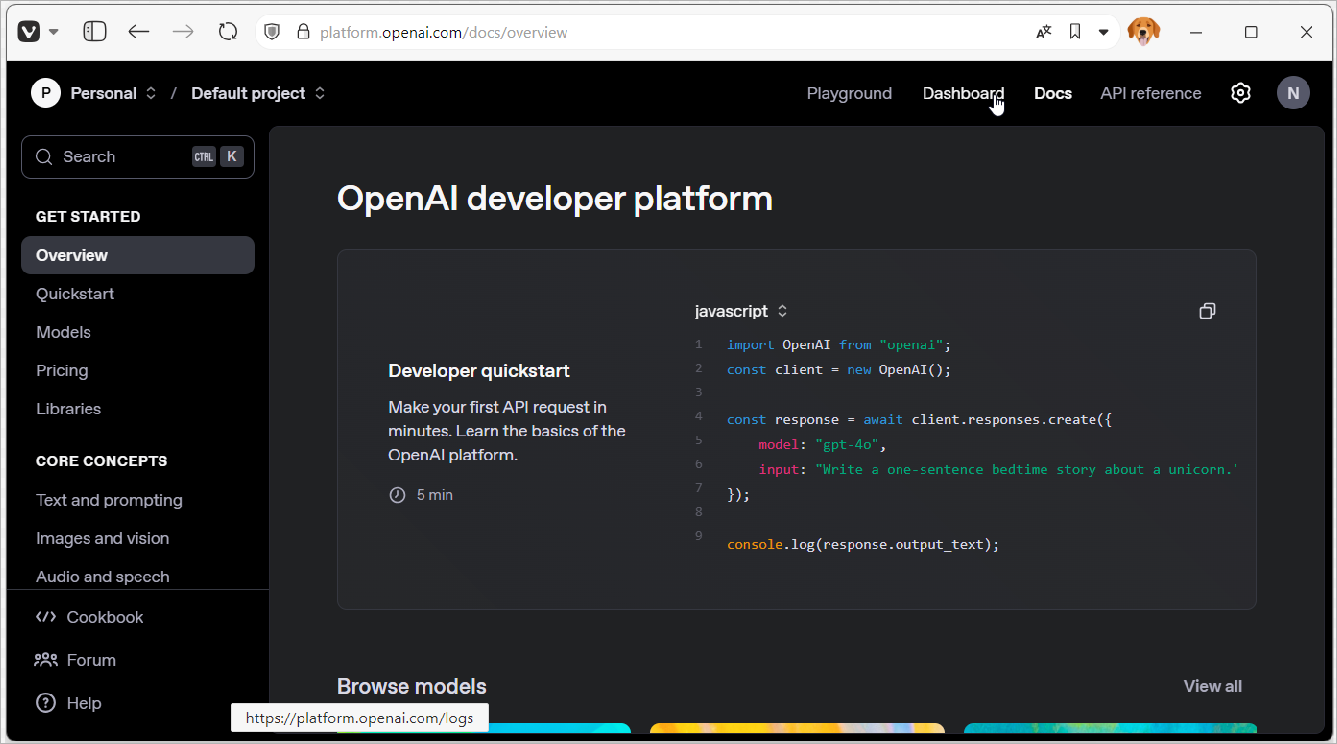 platform.openai.com/docs/overview
P Personal / Default project Playground Dashboard Docs API reference N
Search CTRL K
GET STARTED
Overview
Quickstart
Models
Pricing
Libraries
CORE CONCEPTS
Text and prompting
Images and vision
Audio and speech
Cookbook
Forum
Help
OpenAI developer platform
Developer quickstart
Make your first API request in
minutes. Learn the basics of the
OpenAI platform.
5 min
javascript
1 import OpenAI from "openai";
2 const client = new OpenAI();
3
4 const response = await client.responses.create({
5 model: "gpt-4o",
6 input: "Write a one-sentence bedtime story about a unicorn."
7 });
8
9 console.log(response.output_text);
Browse models View all
https://platform.openai.com/logs